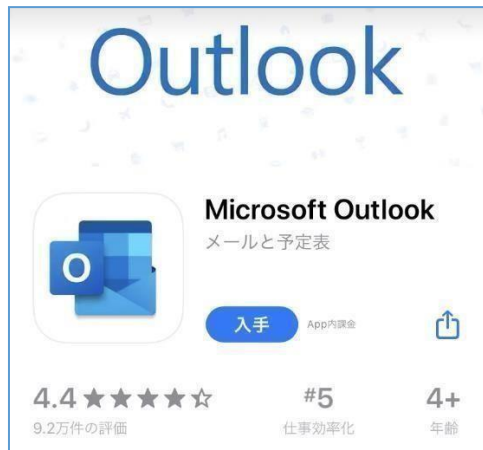 Outlook
Microsoft Outlook
メールと予定表
O
入手
App内課金
4.4 ★★★★☆
#5
4+
9.2万件の評価
仕事効率化
年齢